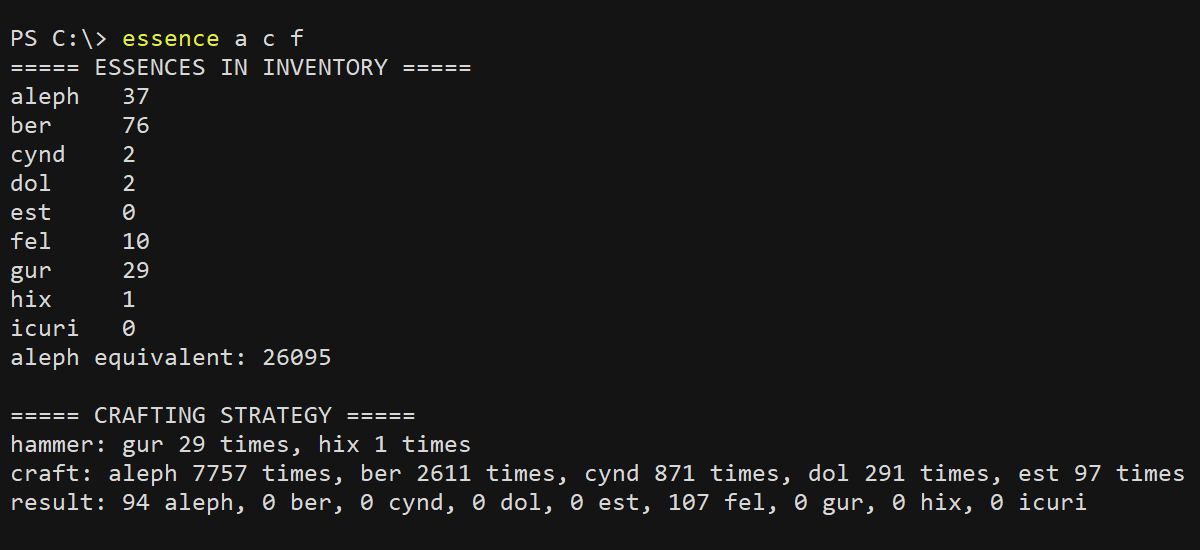 PS C:\> essence a c f
===== ESSENCES IN INVENTORY =====
aleph   37
ber     76
cynd    2
dol     2
est     0
fel     10
gur     29
hix     1
icuri   0
aleph equivalent: 26095

===== CRAFTING STRATEGY =====
hammer: gur 29 times, hix 1 times
craft: aleph 7757 times, ber 2611 times, cynd 871 times, dol 291 times, est 97 times
result: 94 aleph, 0 ber, 0 cynd, 0 dol, 0 est, 107 fel, 0 gur, 0 hix, 0 icuri